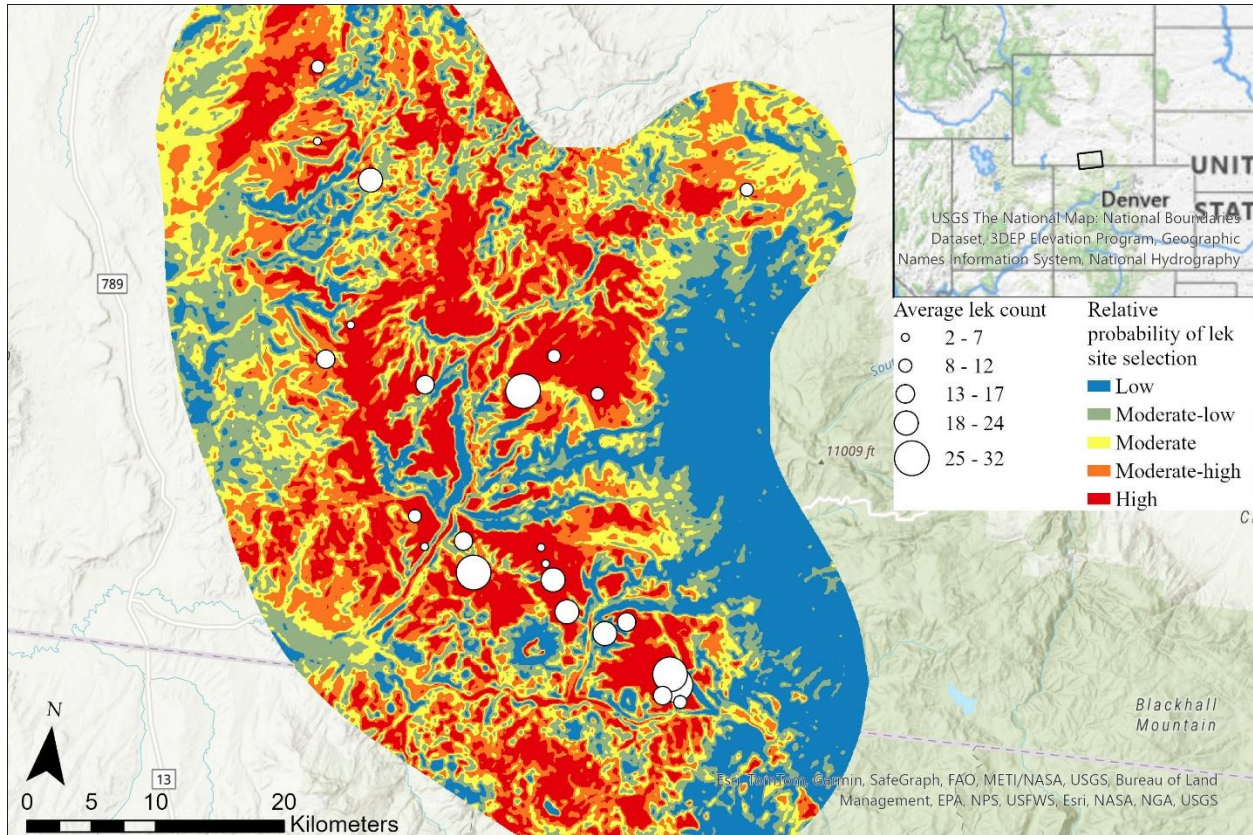 789
UNIT
STAT
Denver
USGS The National Map: National Boundaries
Dataset, 3DEP Elevation Program, Geographic
Names Information System, National Hydrography
Average lek count
2 - 7
8 - 12
13 - 17
18 - 24
25 - 32
Relative
probability of lek
site selection
Low
Moderate-low
Moderate
Moderate-high
High
Sou
11009 ft
Blackhall
Mountain
N
13
0 5 10 20
Kilometers
Esri, TomTom, Garmin, SafeGraph, FAO, METI/NASA, USGS, Bureau of Land
Management, EPA, NPS, USFWS, Esri, NASA, NGA, USGS